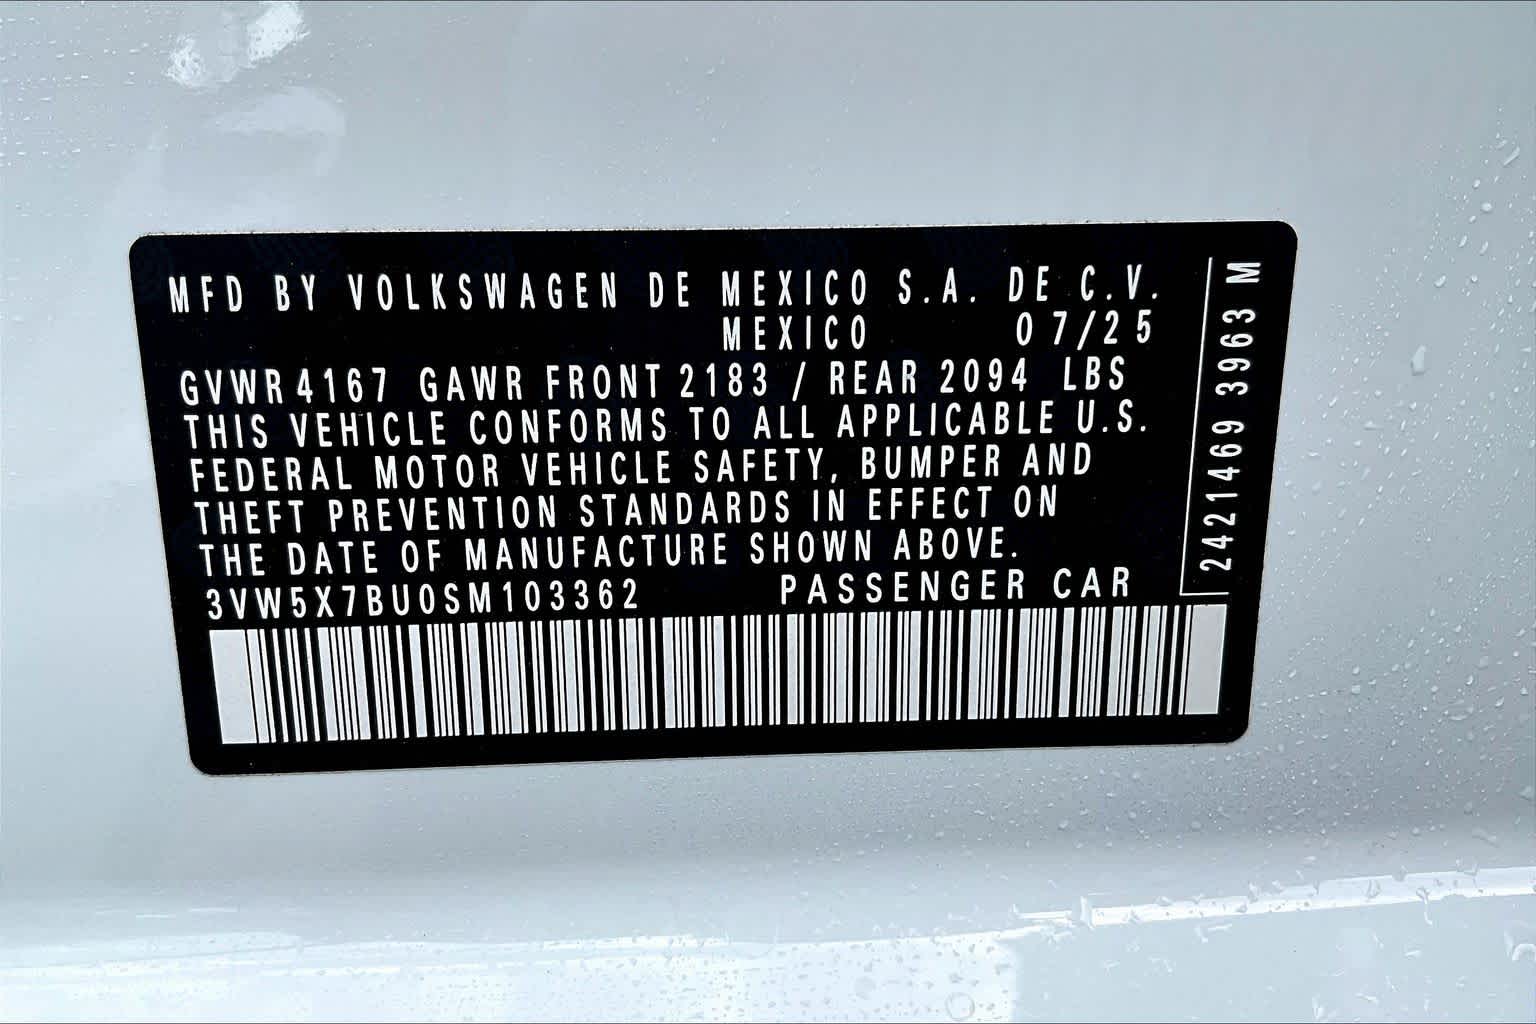 MFD BY VOLKSWAGEN DE MEXICO S.A. DE C.V.
MEXICO 07/25
GVWR 4167 GAWR FRONT 2183 / REAR 2094 LBS
THIS VEHICLE CONFORMS TO ALL APPLICABLE U.S.
FEDERAL MOTOR VEHICLE SAFETY, BUMPER AND
THEFT PREVENTION STANDARDS IN EFFECT ON
THE DATE OF MANUFACTURE SHOWN ABOVE.
3VW5X7BU0SM103362 PASSENGER CAR
2421469 3963 M